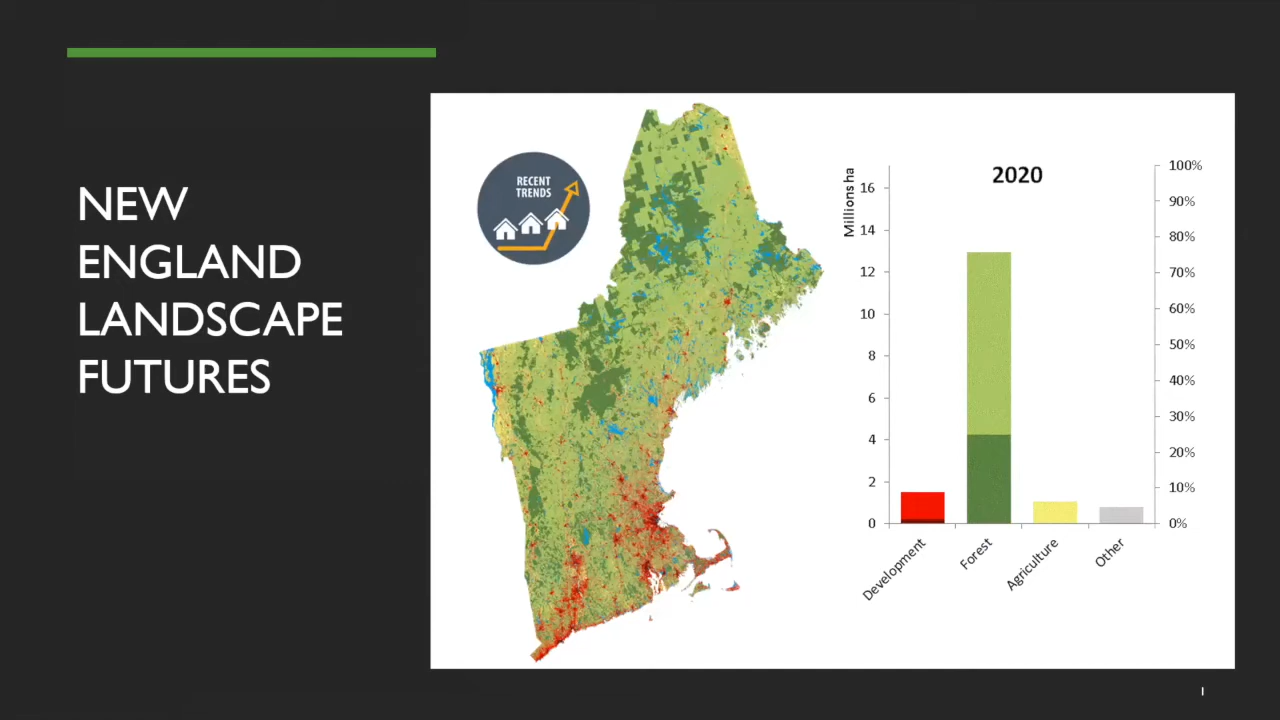 NEW
ENGLAND
LANDSCAPE
FUTURES
RECENT
TRENDS
2020
Millions ha
16
14
12
10
8
6
4
2
0
100%
90%
80%
70%
60%
50%
40%
30%
20%
10%
0%
Development
Forest
Agriculture
Other
1